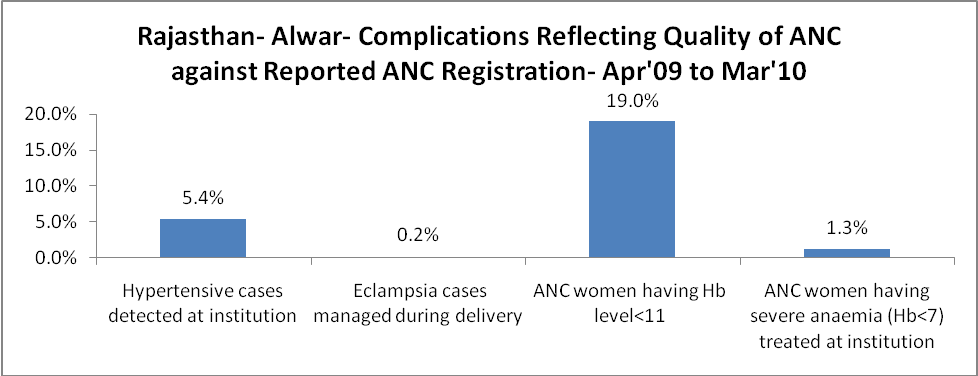 Rajasthan- Alwar- Complications Reflecting Quality of ANC
against Reported ANC Registration- Apr'09 to Mar'10
20.0%
15.0%
10.0%
5.0%
0.0%
5.4%
0.2%
19.0%
1.3%
Hypertensive cases
detected at institution
Eclampsia cases
managed during delivery
ANC women having Hb
level<11
ANC women having
severe anaemia (Hb<7)
treated at institution